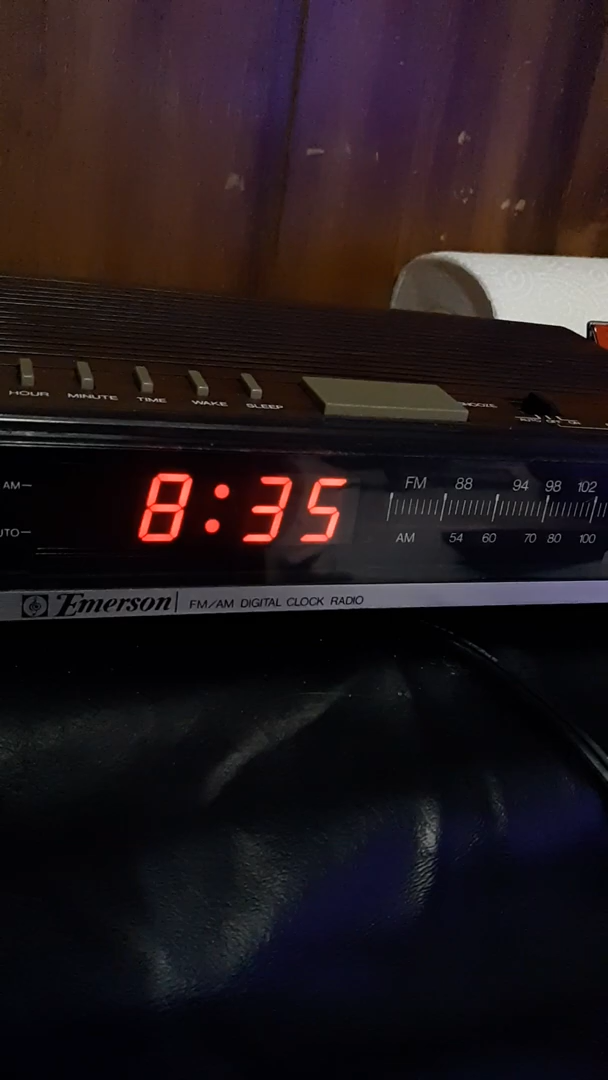 HOUR MINUTE TIME WAKE SLEEP
AM
8:35
FM 88 94 98 102
AM 54 60 70 80 100
Emerson FM/AM DIGITAL CLOCK RADIO